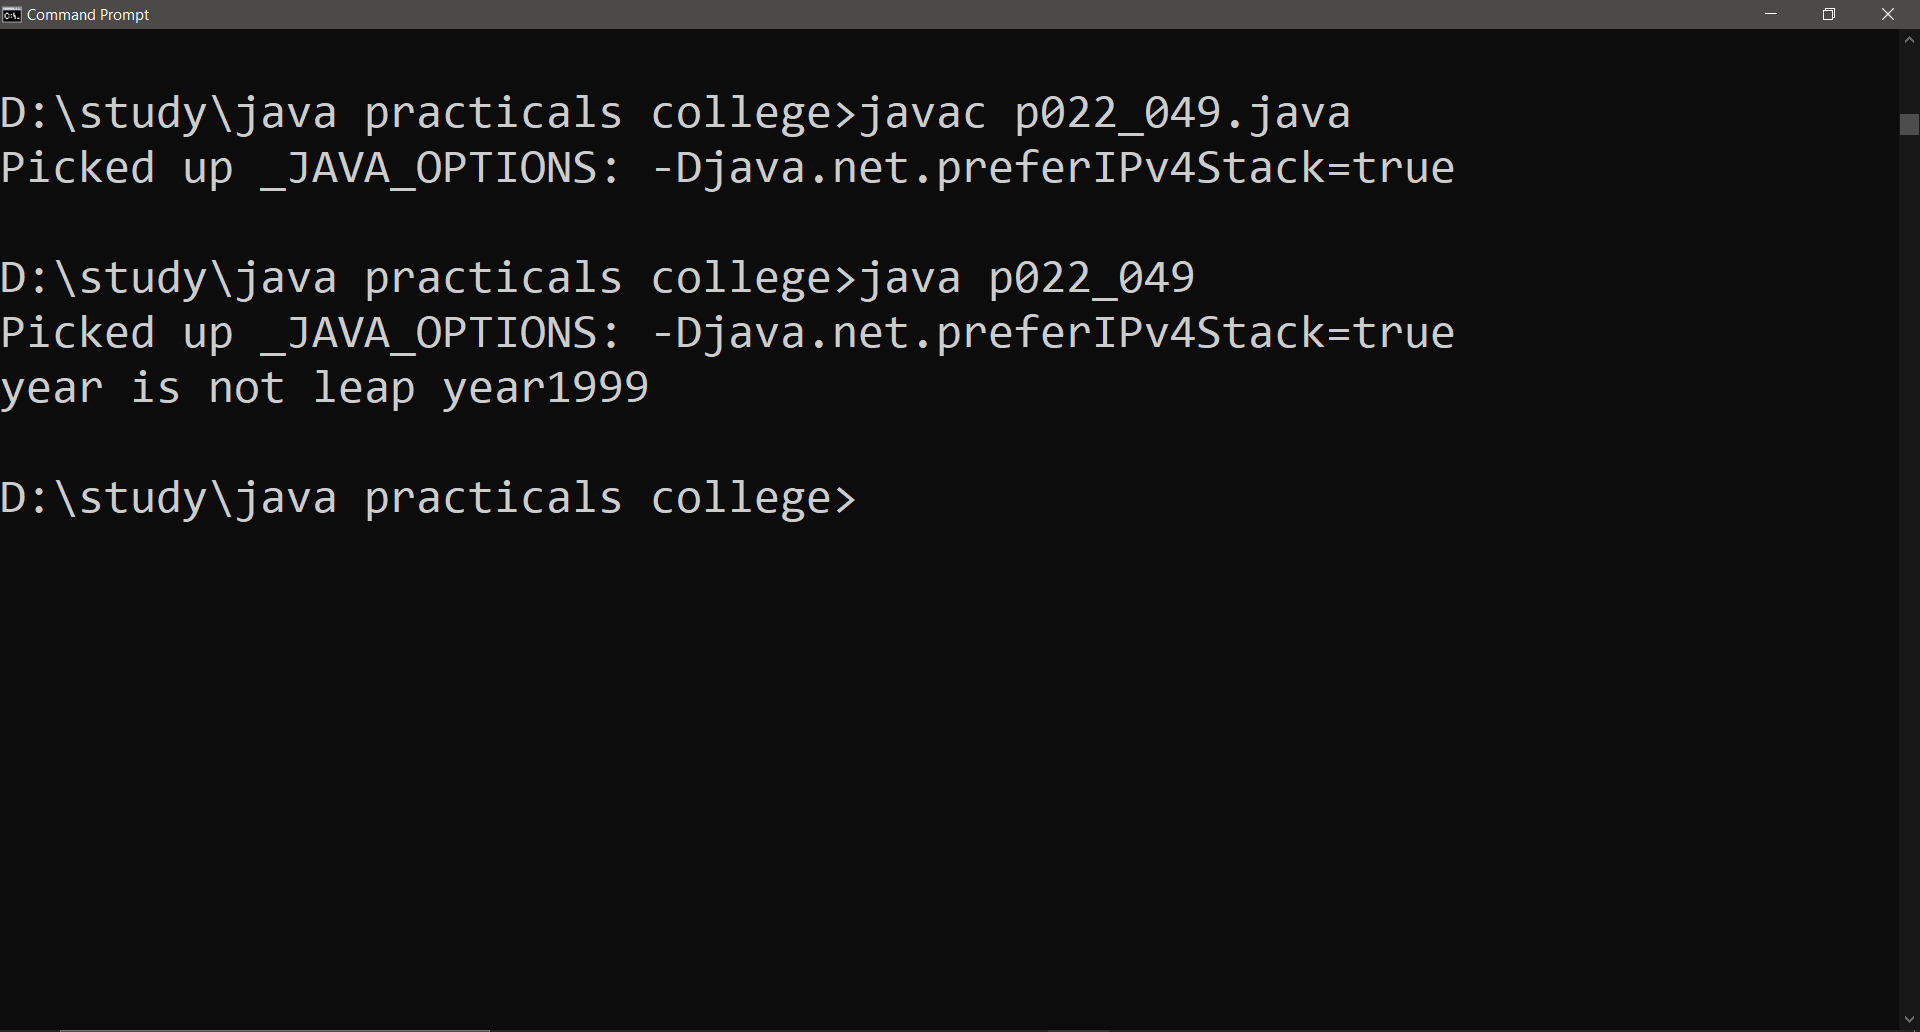 Command Prompt
D:\study\java practicals college>javac p022_049.java
Picked up _JAVA_OPTIONS: -Djava.net.preferIPv4Stack=true
D:\study\java practicals college>java p022_049
Picked up _JAVA_OPTIONS: -Djava.net.preferIPv4Stack=true
year is not leap year1999
D:\study\java practicals college>